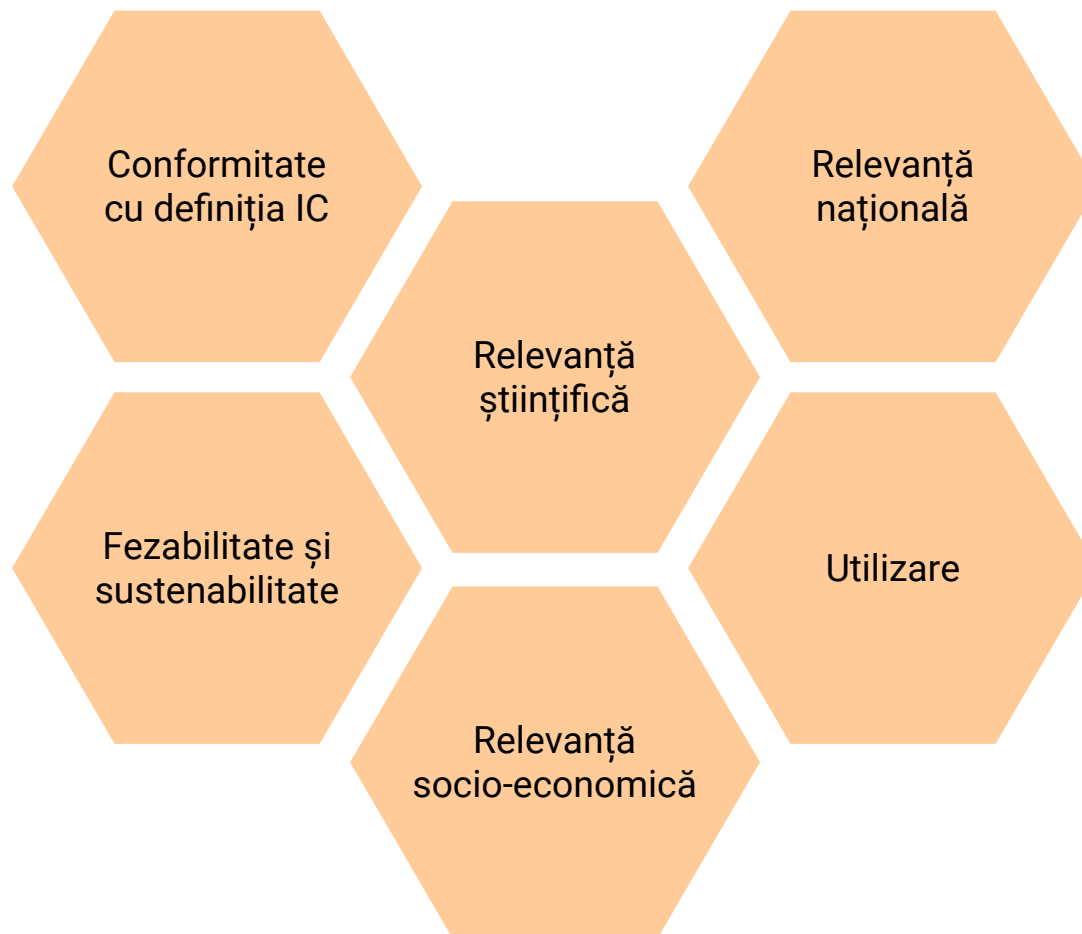 Conformitate
cu definiția IC
Relevanță
națională
Relevanță
științifică
Fezabilitate și
sustenabilitate
Utilizare
Relevanță
socio-economică